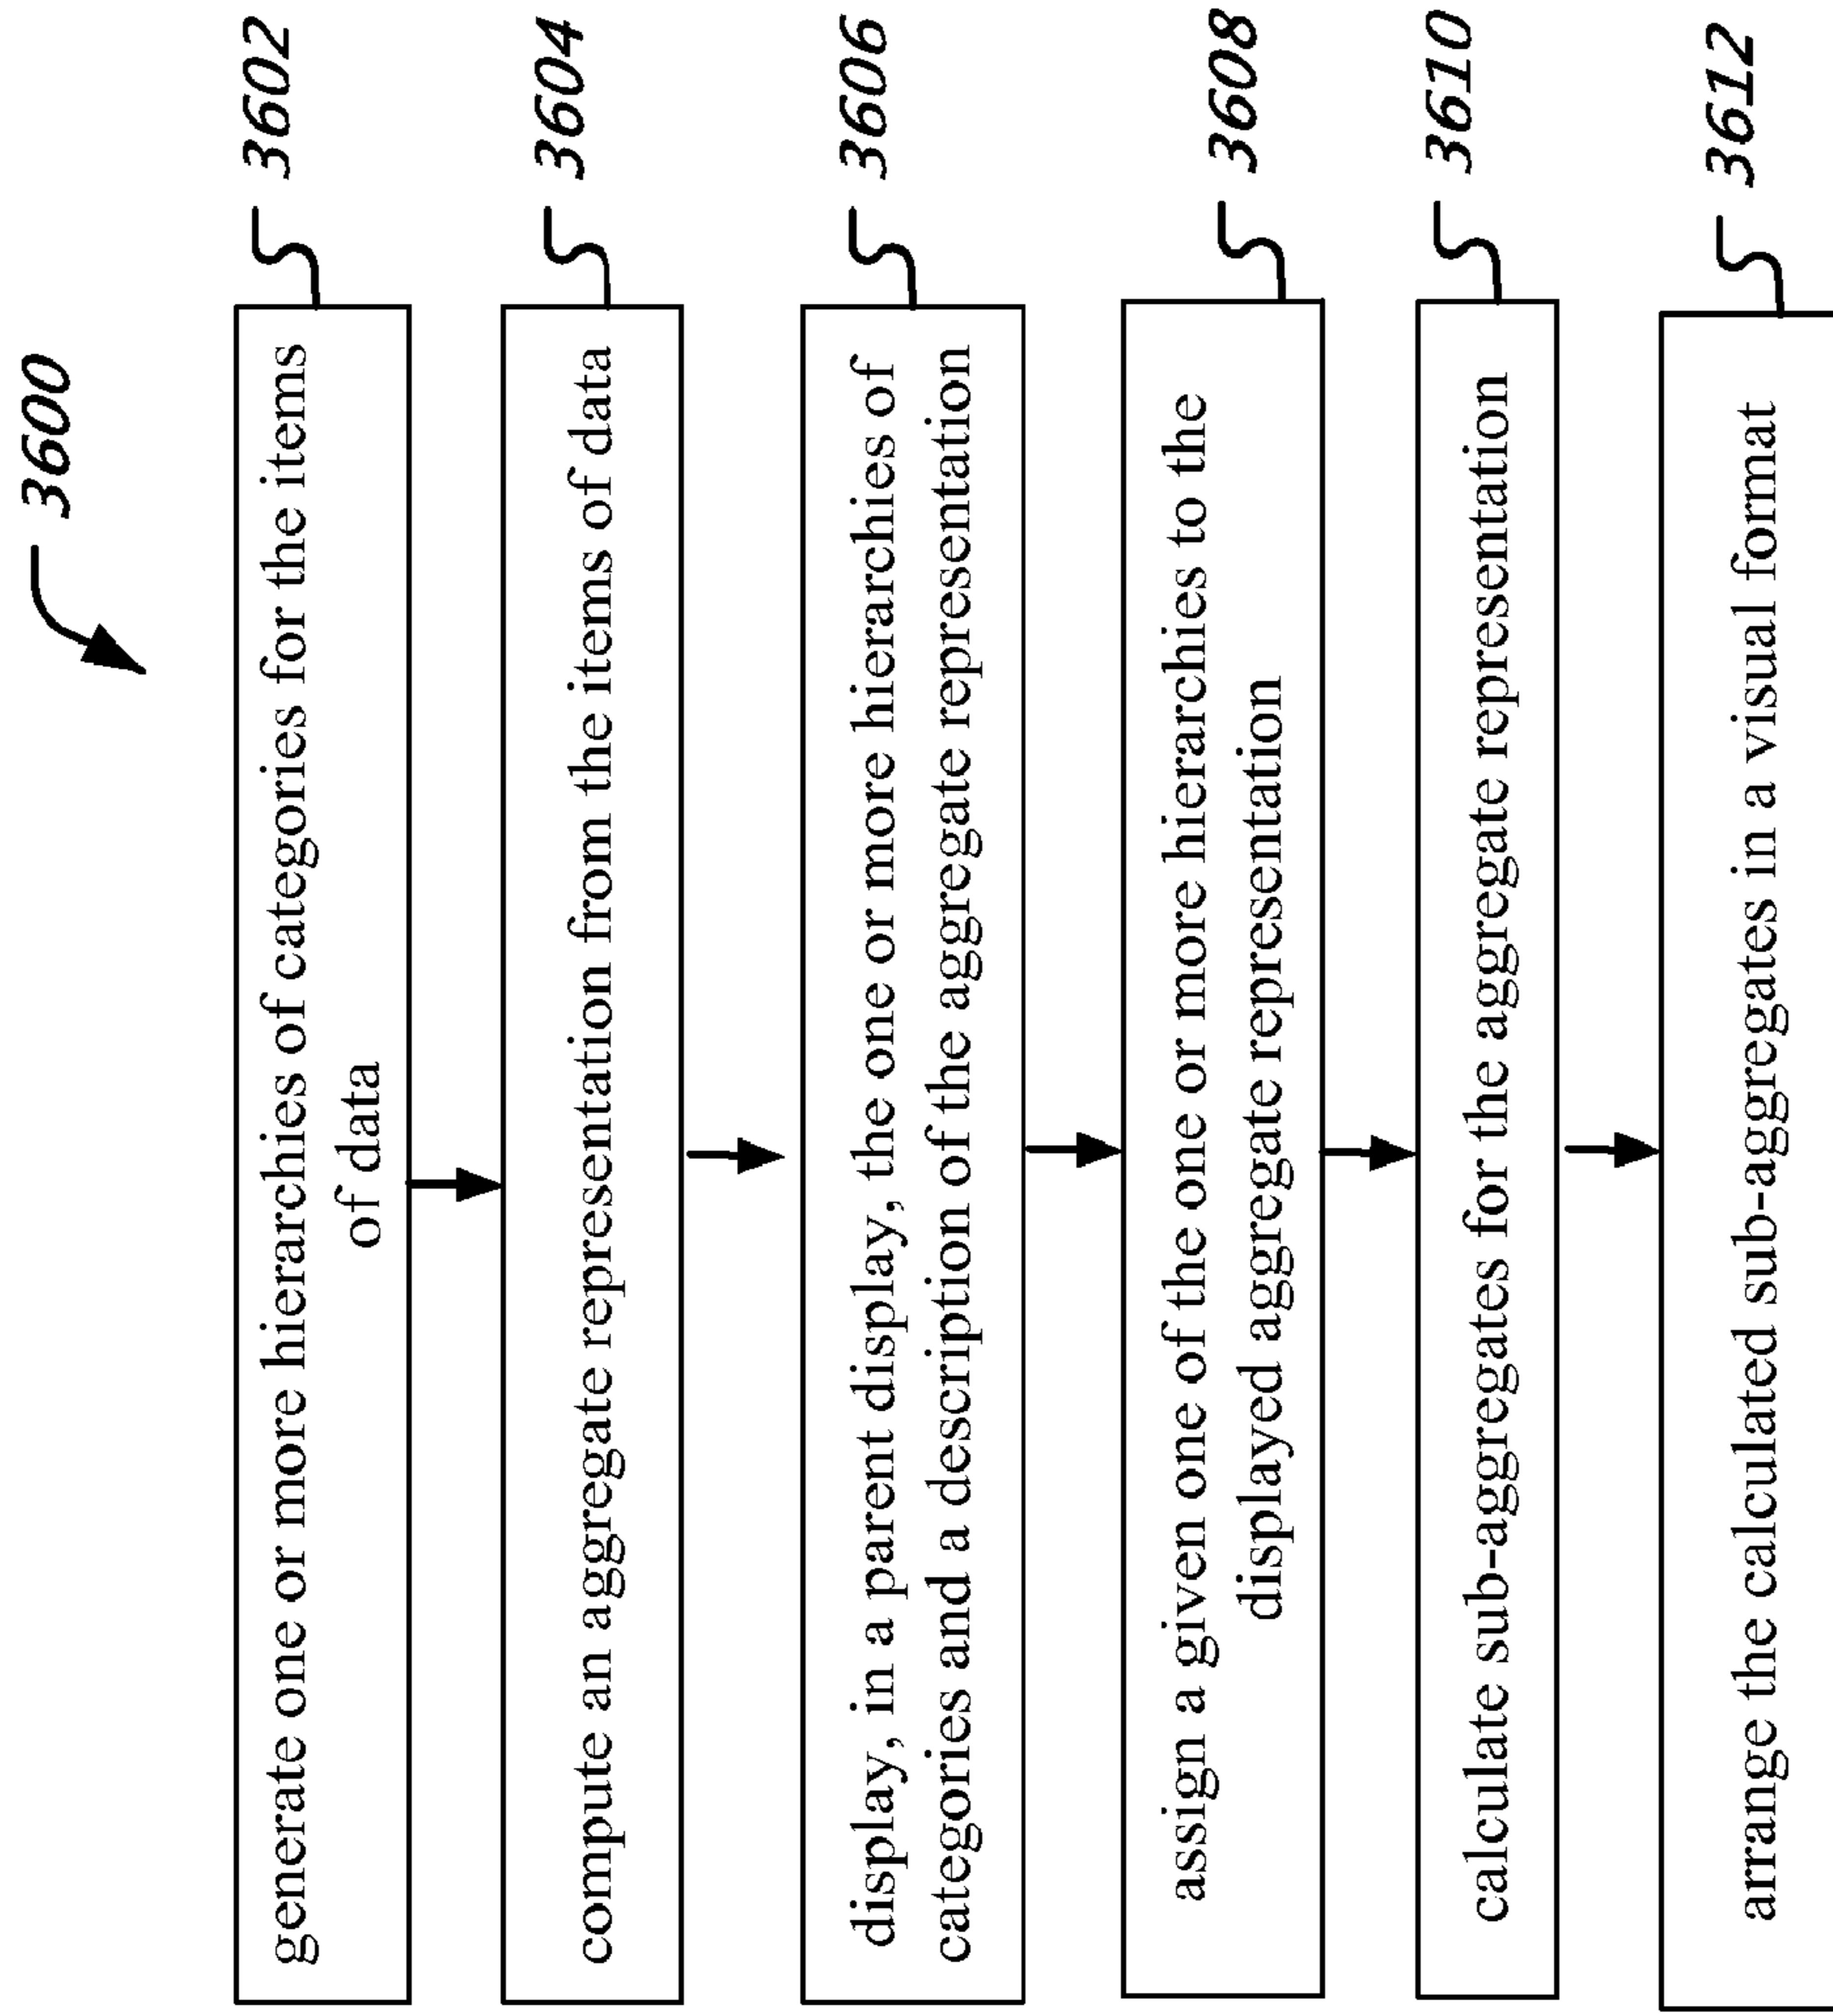 3600
generate one or more hierarchies of categories for the items
of data
3602
compute an aggregate representation from the items of data
3604
display, in a parent display, the one or more hierarchies of
categories and a description of the aggregate representation
3606
assign a given one of the one or more hierarchies to the
displayed aggregate representation
3608
calculate sub-aggregates for the aggregate representation
3610
arrange the calculated sub-aggregates in a visual format
3612